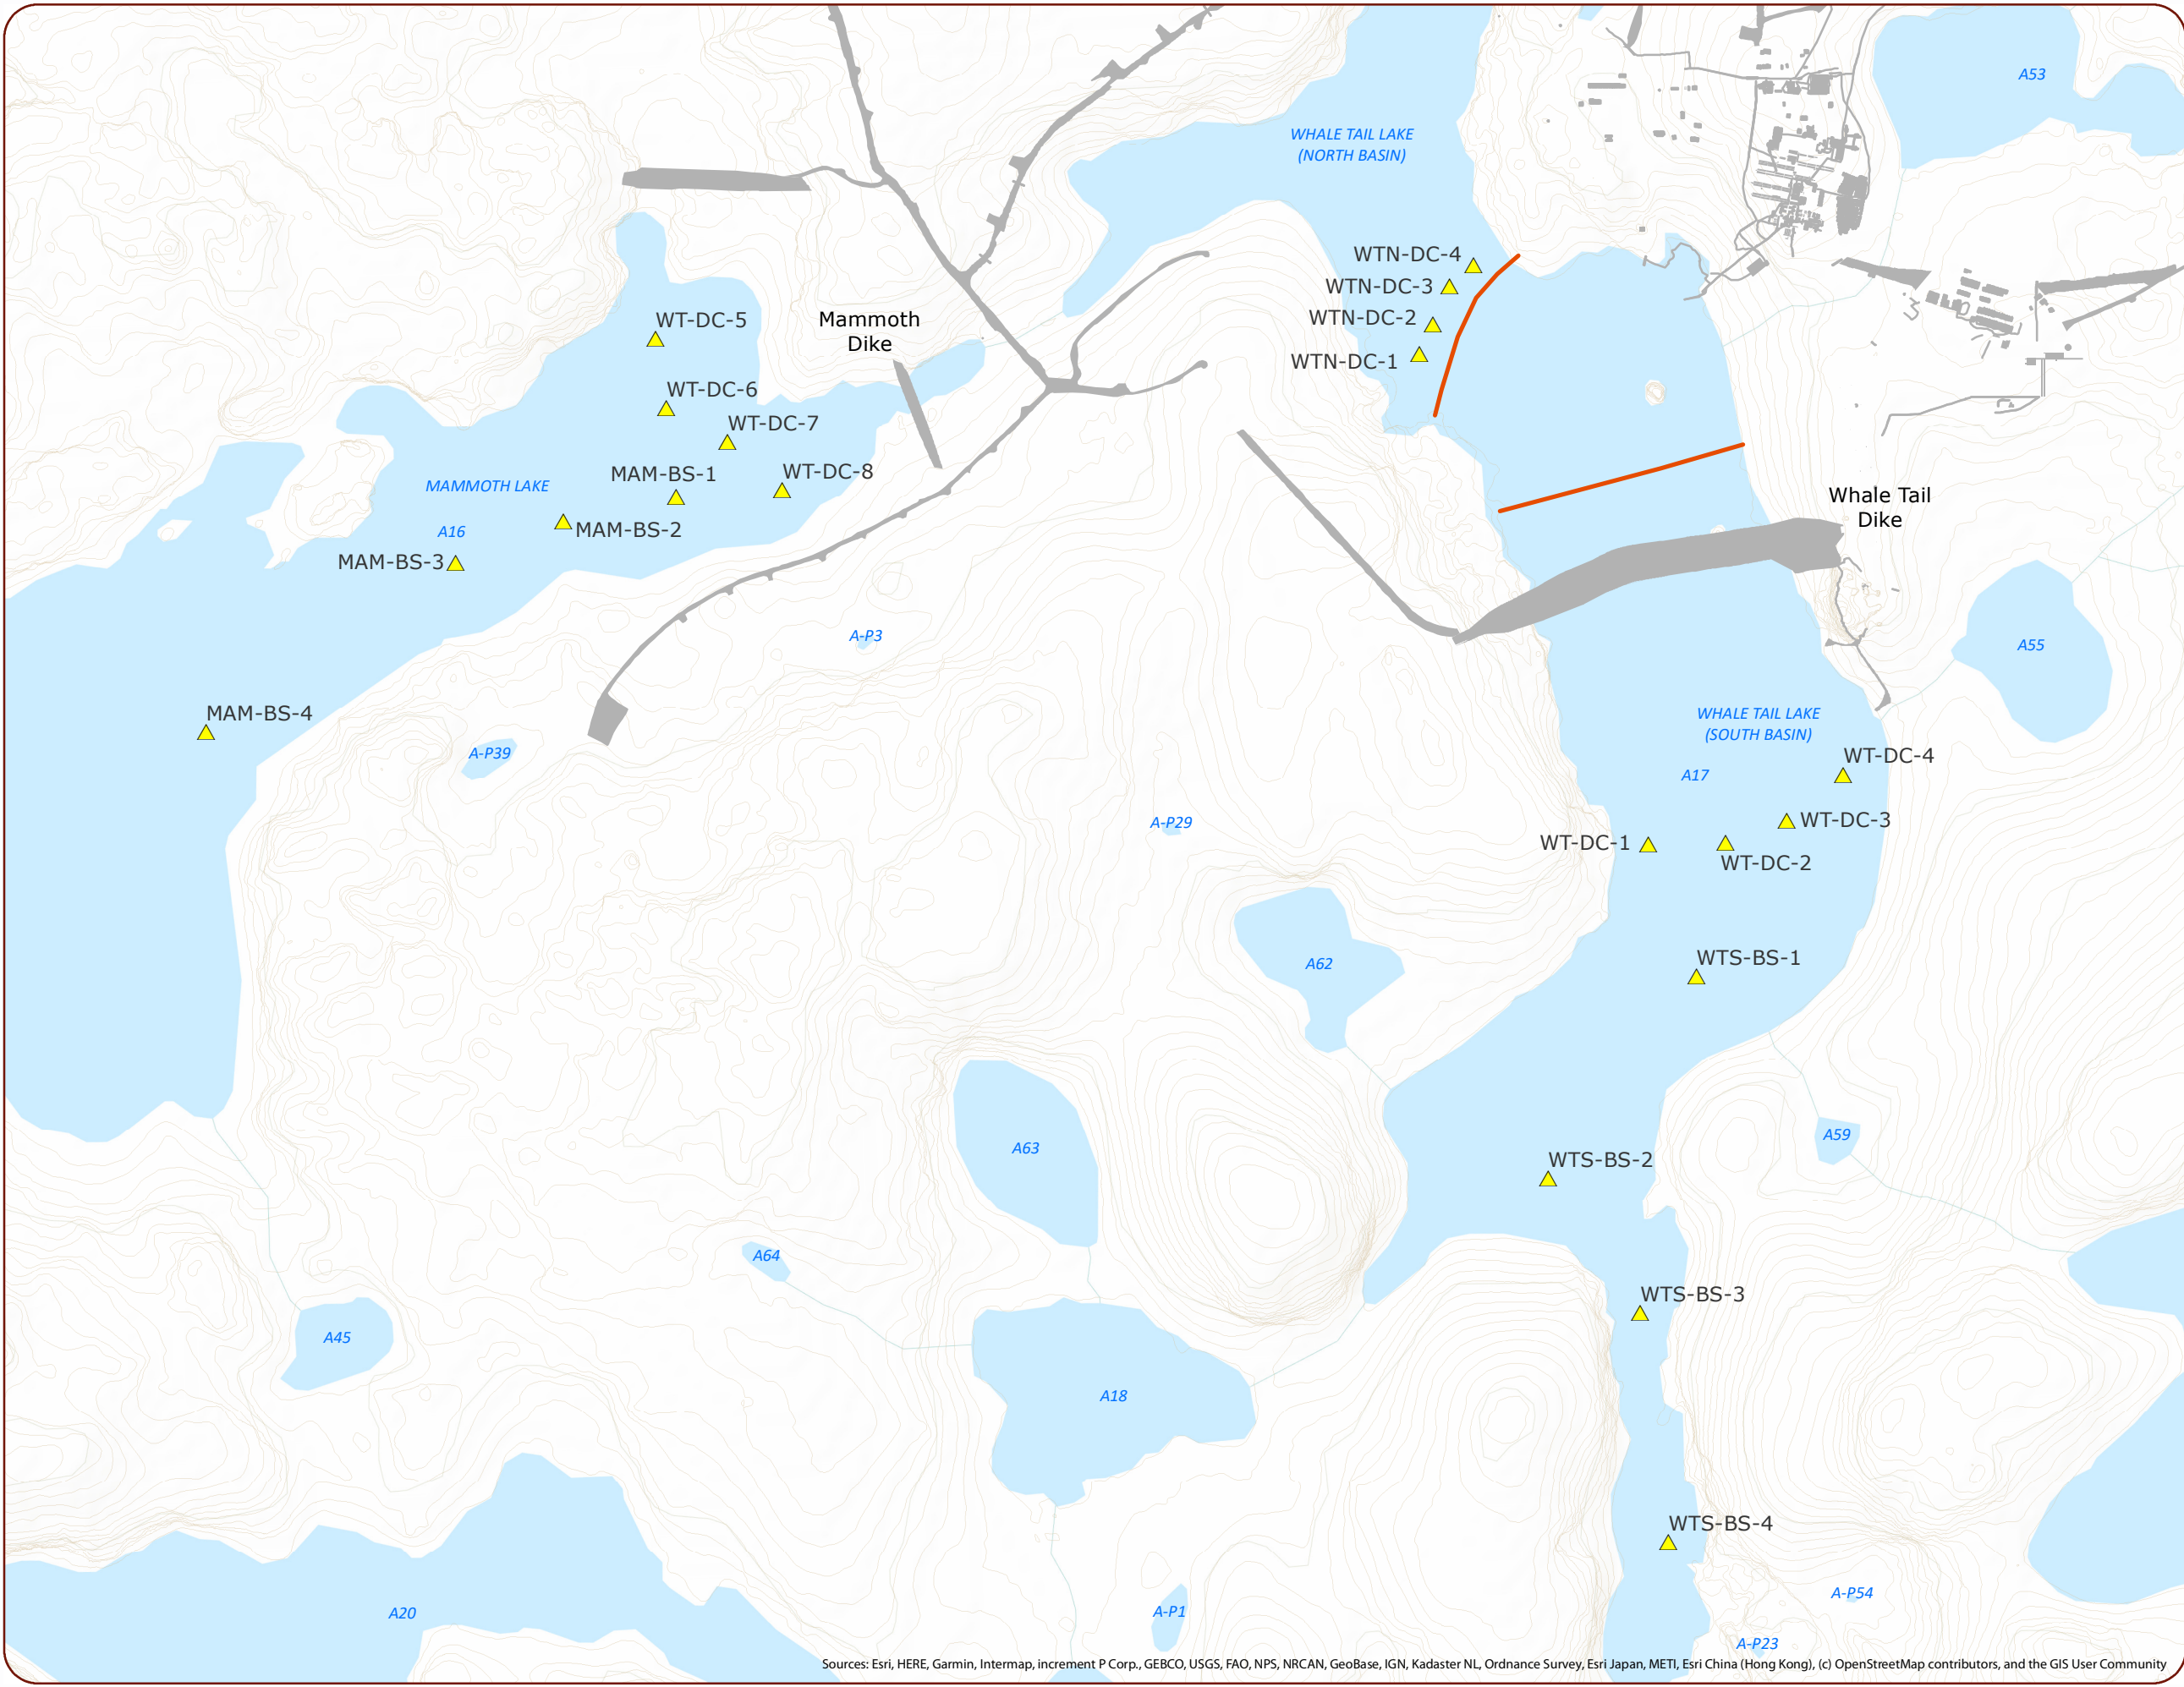 A53
WHALE TAIL LAKE
(NORTH BASIN)
WTN-DC-4
WTN-DC-3
WTN-DC-2
WTN-DC-1
WT-DC-5
Mammoth
Dike
WT-DC-6
WT-DC-7
MAM-BS-1
WT-DC-8
MAMMOTH LAKE
A16
MAM-BS-2
MAM-BS-3
Whale Tail
Dike
A-P3
A55
MAM-BS-4
A-P39
WHALE TAIL LAKE
(SOUTH BASIN)
WT-DC-4
A17
A-P29
WT-DC-3
WT-DC-1
WT-DC-2
A62
WTS-BS-1
A63
A59
WTS-BS-2
A64
WTS-BS-3
A45
A18
WTS-BS-4
A-P54
A20
A-P1
A-P23
Sources: Esri, HERE, Garmin, Intermap, increment P Corp., GEBCO, USGS, FAO, NPS, NRCAN, GeoBase, IGN, Kadaster NL, Ordnance Survey, Esri Japan, METI, Esri China (Hong Kong), (c) OpenStreetMap contributors, and the GIS User Community